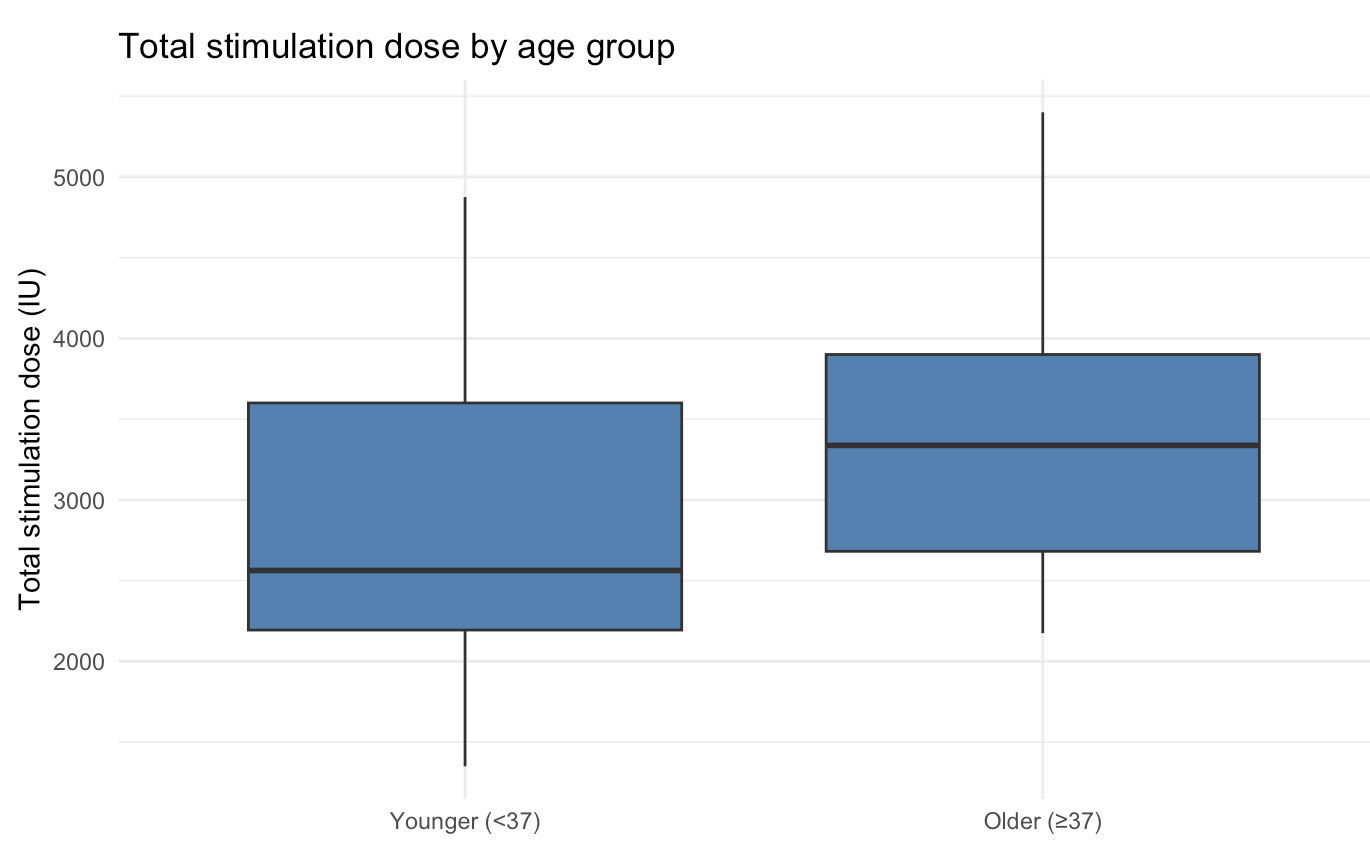 Total stimulation dose by age group
Total stimulation dose (IU)
5000
4000
3000
2000
Younger (<37)
Older (≥37)